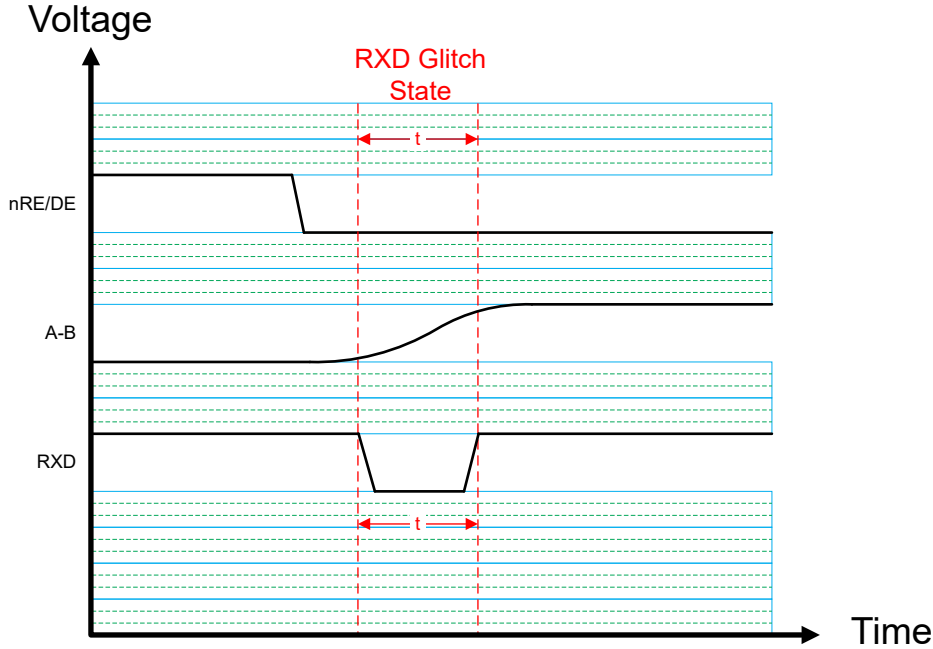 Voltage
RXD Glitch
State
t
nRE/DE
A-B
RXD
t
Time